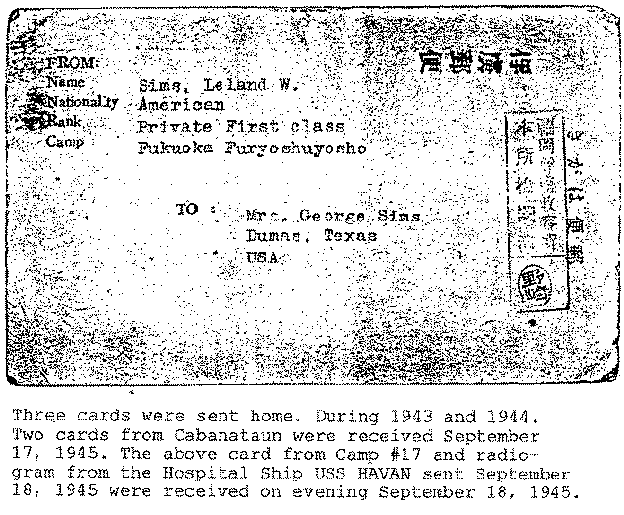 FROM:
Name Sims, Leland W.
Nationality American
Rank Private First class
Camp Fukuoka Furyoshuyosho
TO :
Mrs. George Sims
Dumas, Texas
USA
Three cards were sent home. During 1943 and 1944.
Two cards from Cabanataun were received September
17, 1945. The above card from Camp #17 and radio-
gram from the Hospital Ship USS HAVAN sent September
18, 1945 were received on evening September 18, 1945.